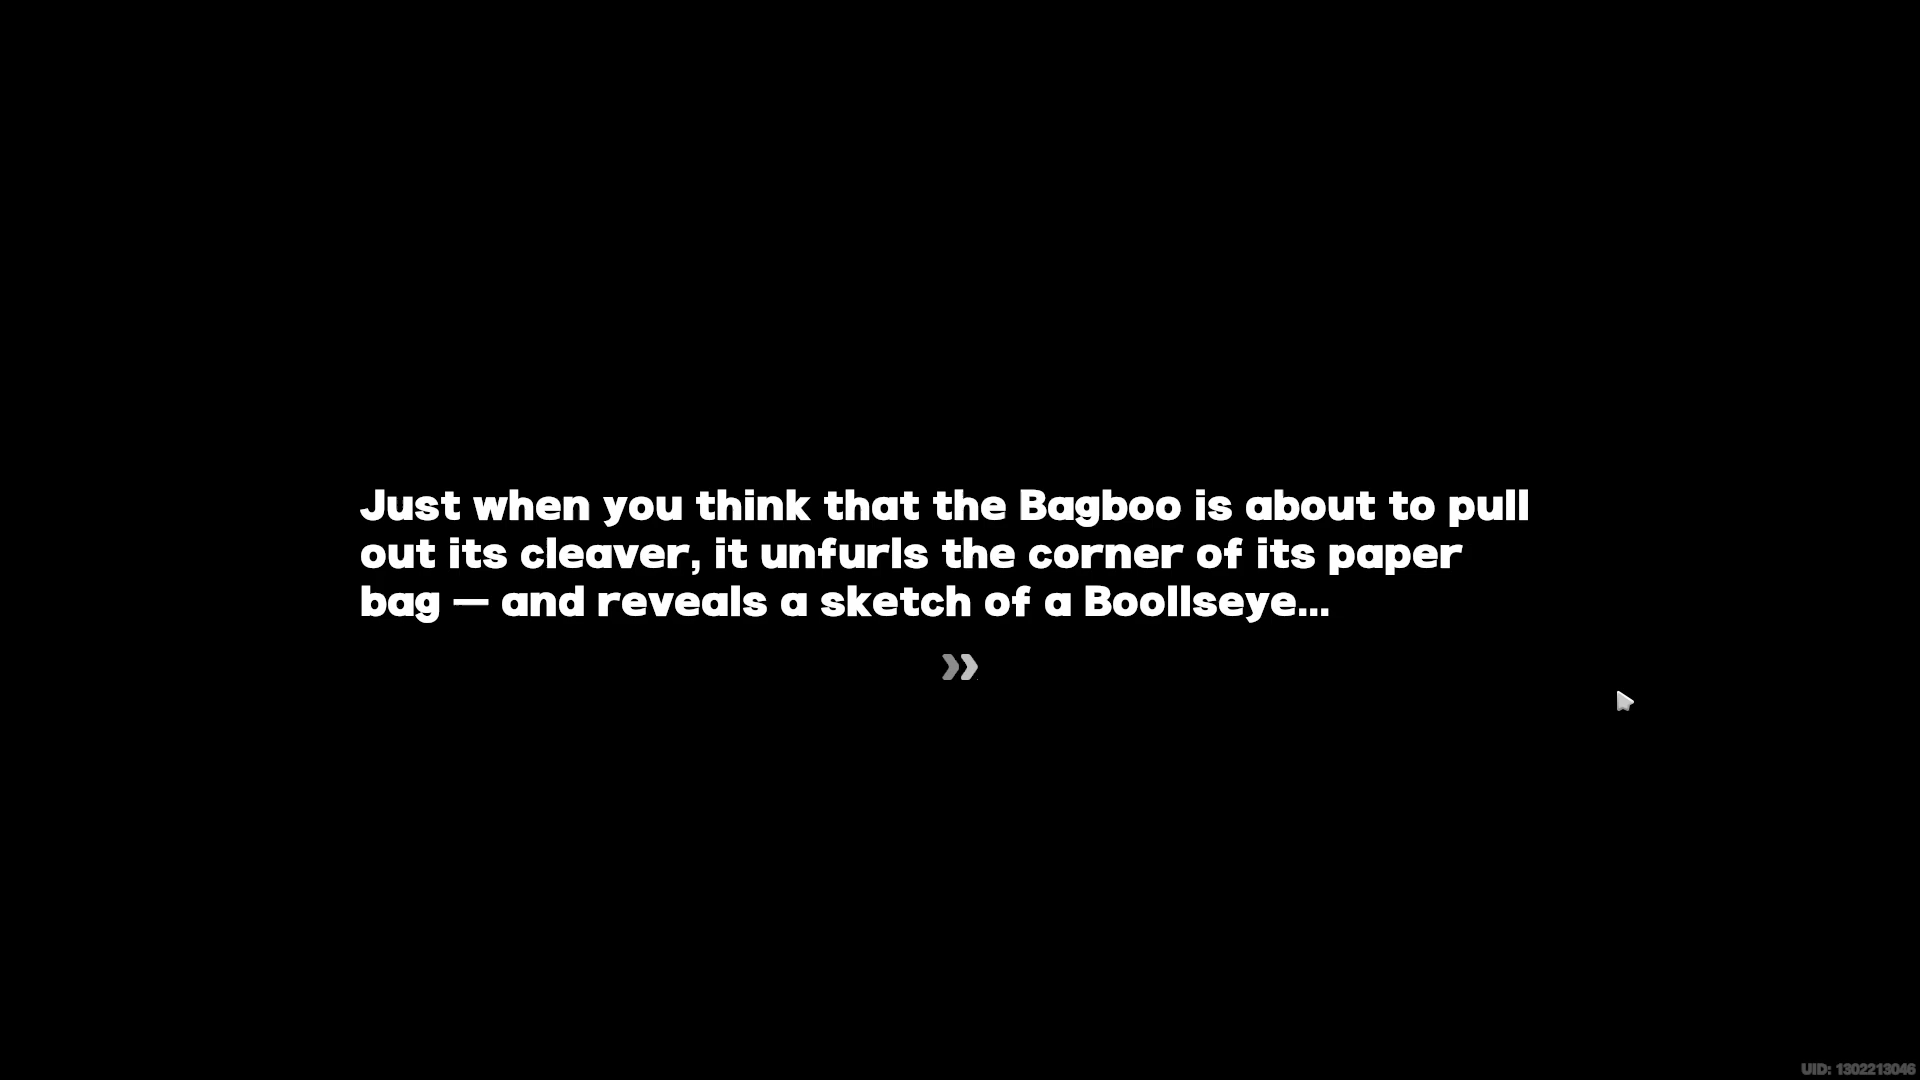 Just when you think that the Bagboo is about to pull
out its cleaver, it unfurls the corner of its paper
bag — and reveals a sketch of a Boollseye...
UID: 1302213046